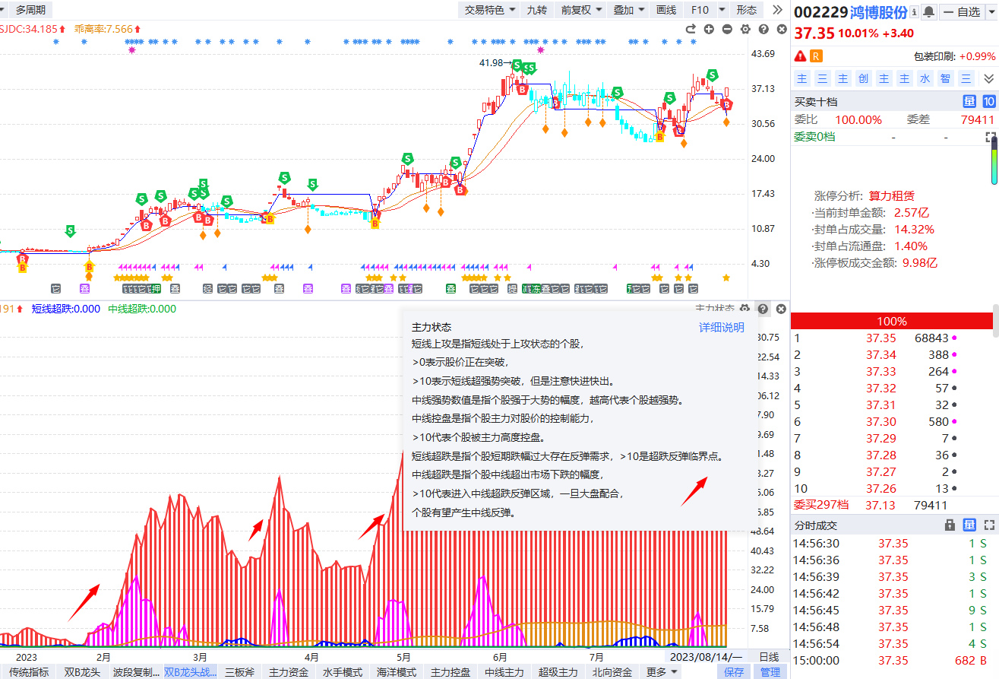 多周期
交易特色 九转 前复权 叠加 画线 F10 形态
SJDC:34.185 乖离率:7.566
41.98
43.69
37.13
30.56
24.00
17.43
10.87
4.30
191 短线超跌:0.000 中线超跌:0.000
主力状态
主力状态 详细说明
短线上攻是指短线处于上攻状态的个股，
>0表示股价正在突破，
>10表示短线超强势突破，但是注意快进快出。
中线强势数值是指个股强于大势的幅度，越高代表个股越强势。
中线控盘是指个股主力对股价的控制能力，
>10代表个股被主力高度控盘。
短线超跌是指个股短期跌幅过大存在反弹需求，>10是超跌反弹临界点。
中线超跌是指个股中线超出市场下跌的幅度，
>10代表进入中线超跌反弹区域，一旦大盘配合，
个股有望产生中线反弹。
30.75
22.54
14.33
06.12
48.64
40.43
32.22
24.00
15.79
7.58
2023 2月 3月 4月 5月 6月 7月 2023/08/14/一 日线
传统指标 双B龙头 波段复制... 双B龙头战... 三板斧 主力资金 水手模式 海洋模式 主力控盘 中线主力 超级主力 北向资金 更多 保存 管理
002229 鸿博股份 自选
37.35 10.01% +3.40
R 包装印刷: +0.99%
主 三 主 创 主 主 水 智 三
买卖十档 量 10
委比 100.00% 委差 79411
委卖0档 - -
涨停分析: 算力租赁
·当前封单金额: 2.57亿
·封单占成交量: 14.32%
·封单占流通盘: 1.40%
·涨停板成交金额: 9.98亿
100%
1 37.35 68843
2 37.34 388
3 37.33 264
4 37.32 57
5 37.31 32
6 37.30 580
7 37.29 7
8 37.28 36
9 37.27 2
10 37.26 13
委买297档 37.13 79411
分时成交 量
14:56:30 37.35 1 S
14:56:36 37.35 1 S
14:56:39 37.35 3 S
14:56:42 37.35 1 S
14:56:45 37.35 9 S
14:56:48 37.35 1 S
14:56:54 37.35 4 S
15:00:00 37.35 682 B